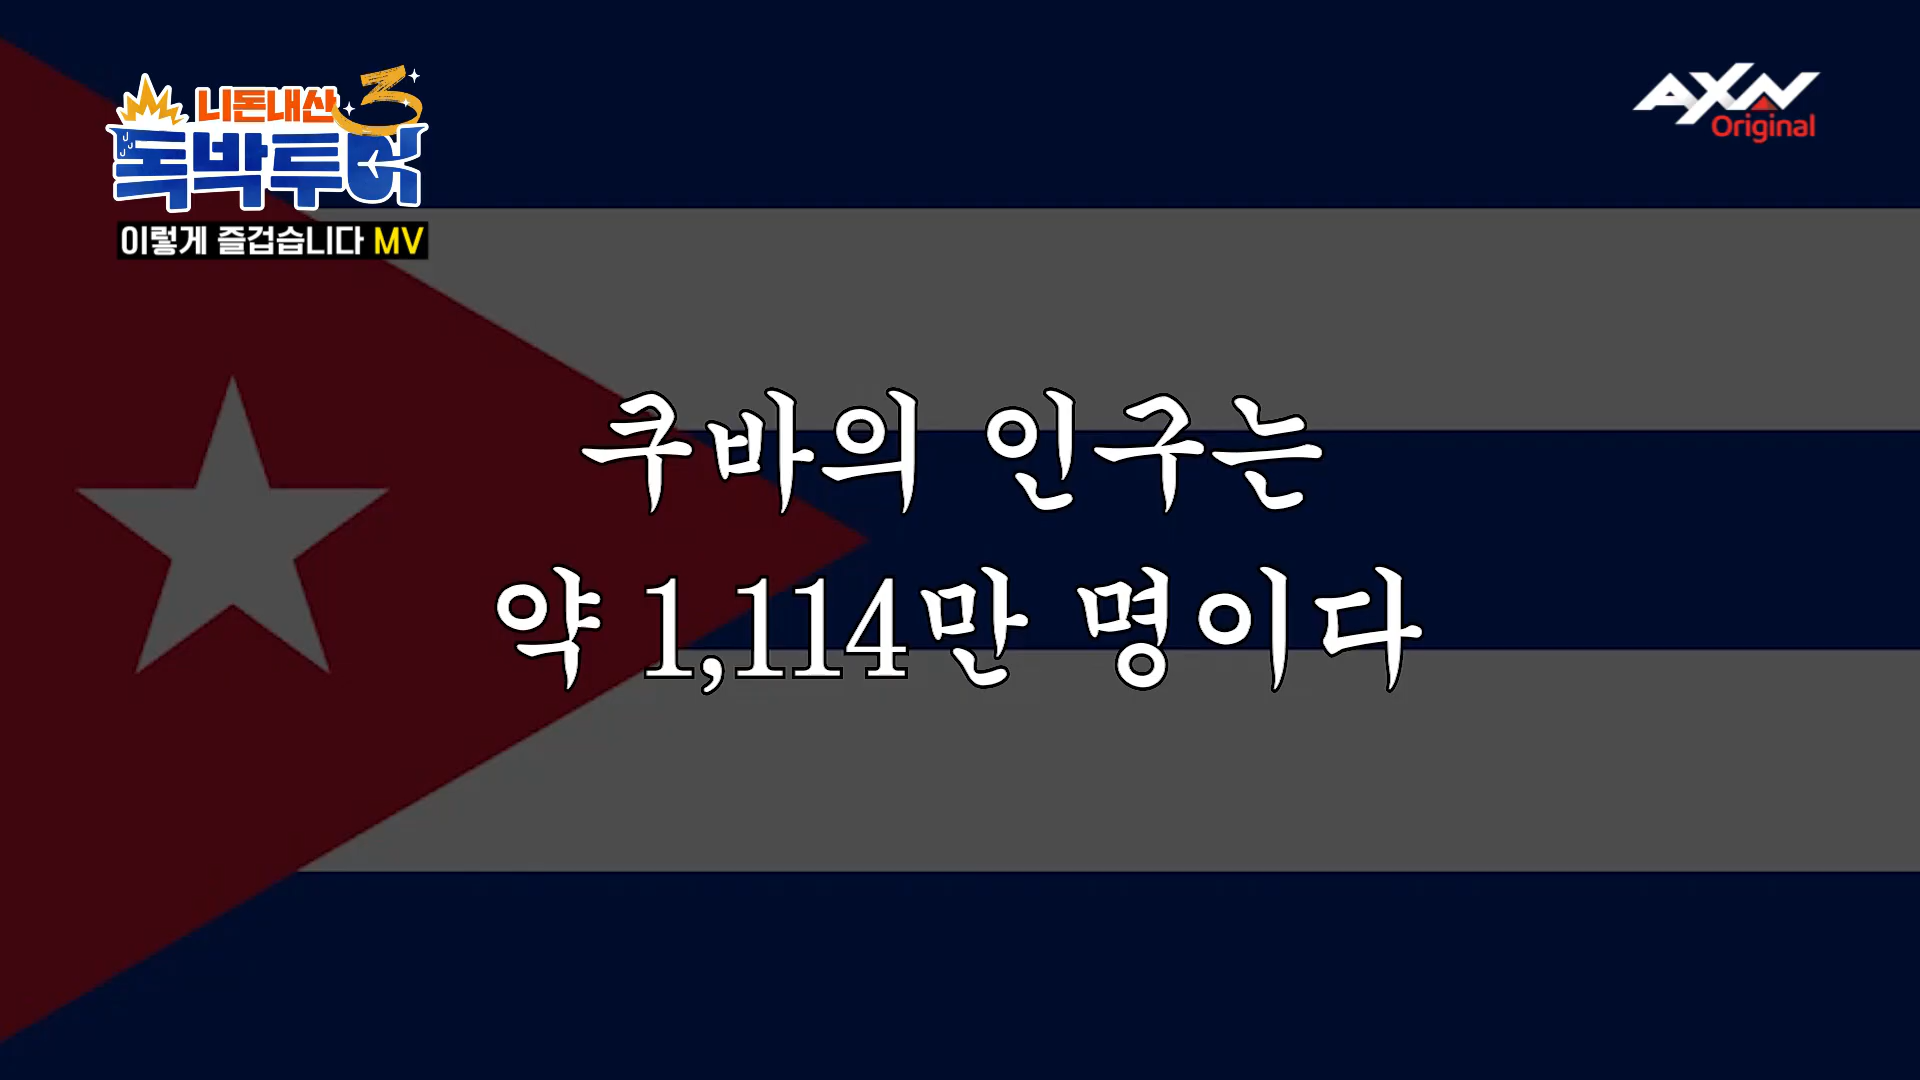 니돈내산 3
독박투어
이렇게 즐겁습니다 MV
AXN
Original
쿠바의 인구는
약 1,114만 명이다